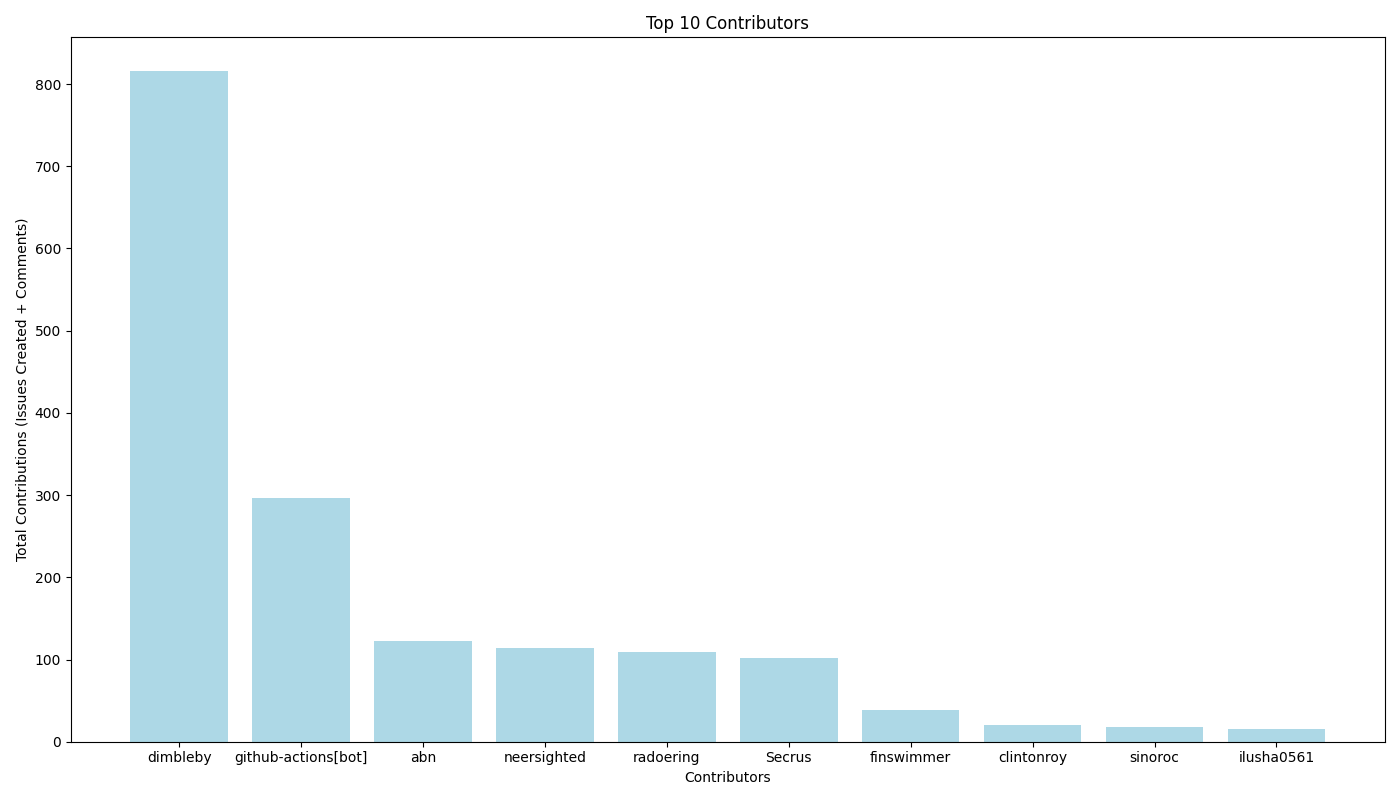 Top 10 Contributors
Total Contributions (Issues Created + Comments)
800
700
600
500
400
300
200
100
0
dimbleby github-actions[bot] abn neersighted radoering Secrus finswimmer clintonroy sinoroc ilusha0561
Contributors